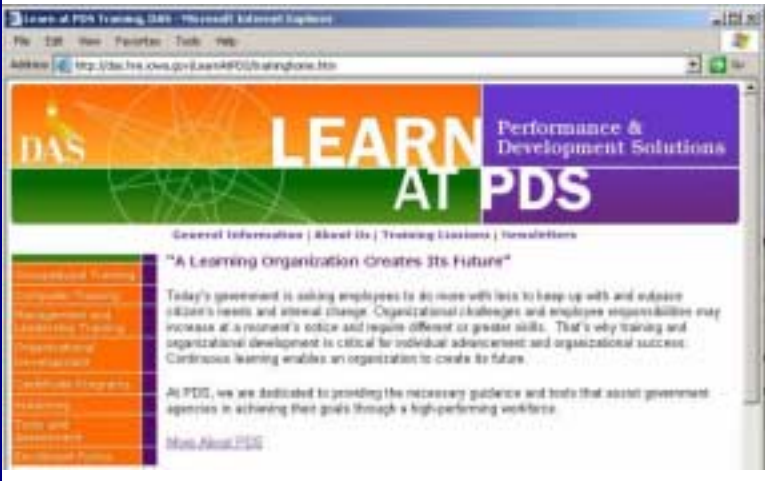 Learn at PDS Training, DAS - Microsoft Internet Explorer
File Edit View Favorites Tools Help
Address
Go
DAS
LEARN
AT PDS
Performance &
Development Solutions
General Information | About Us | Training Liaisons | Newsletters
"A Learning Organization Creates Its Future"
Occupational Training
Computer Training
Management and
Leadership Training
Organizational
Development
Certificate Programs
Tools and
Assessment
Enrollment Forms
Today's government is asking employees to do more with less to keep up with and outpace
citizen's needs and internal change. Organizational challenges and employee responsibilities may
increase at a moment's notice and require different or greater skills. That's why training and
organizational development is critical for individual advancement and organizational success.
Continuous learning enables an organization to create its future.
At PDS, we are dedicated to providing the necessary guidance and tools that assist government
agencies in achieving their goals through a high-performing workforce.
More About PDS